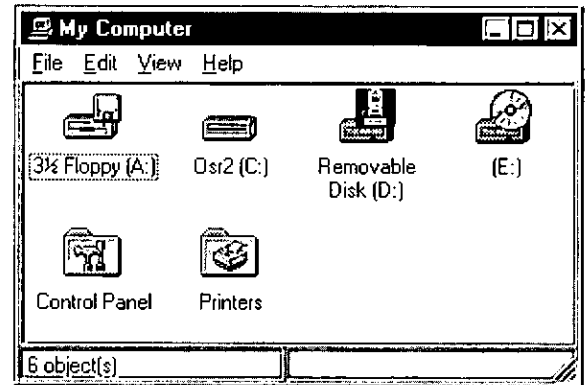 My Computer
File Edit View Help
3½ Floppy (A:) Osr2 (C:) Removable Disk (D:) (E:)
Control Panel Printers
6 object(s)